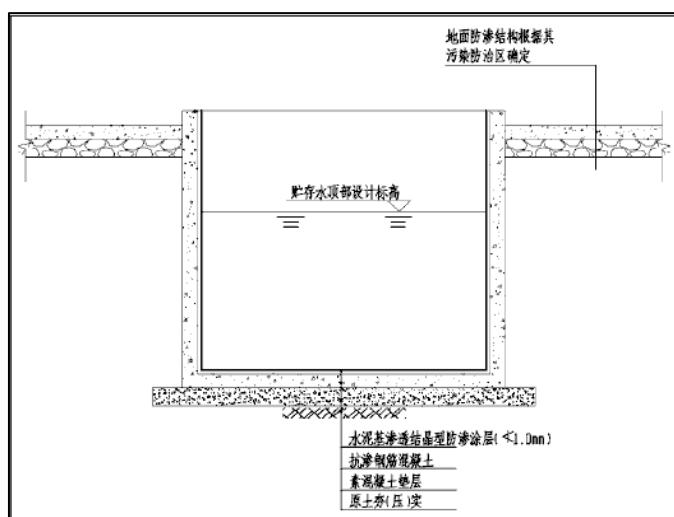 地面防渗结构根据其
污染防治区确定
贮存水顶部设计标高
水泥基渗透结晶型防渗涂层(≮1.0mm)
抗渗钢筋混凝土
素混凝土垫层
原土夯(压)实